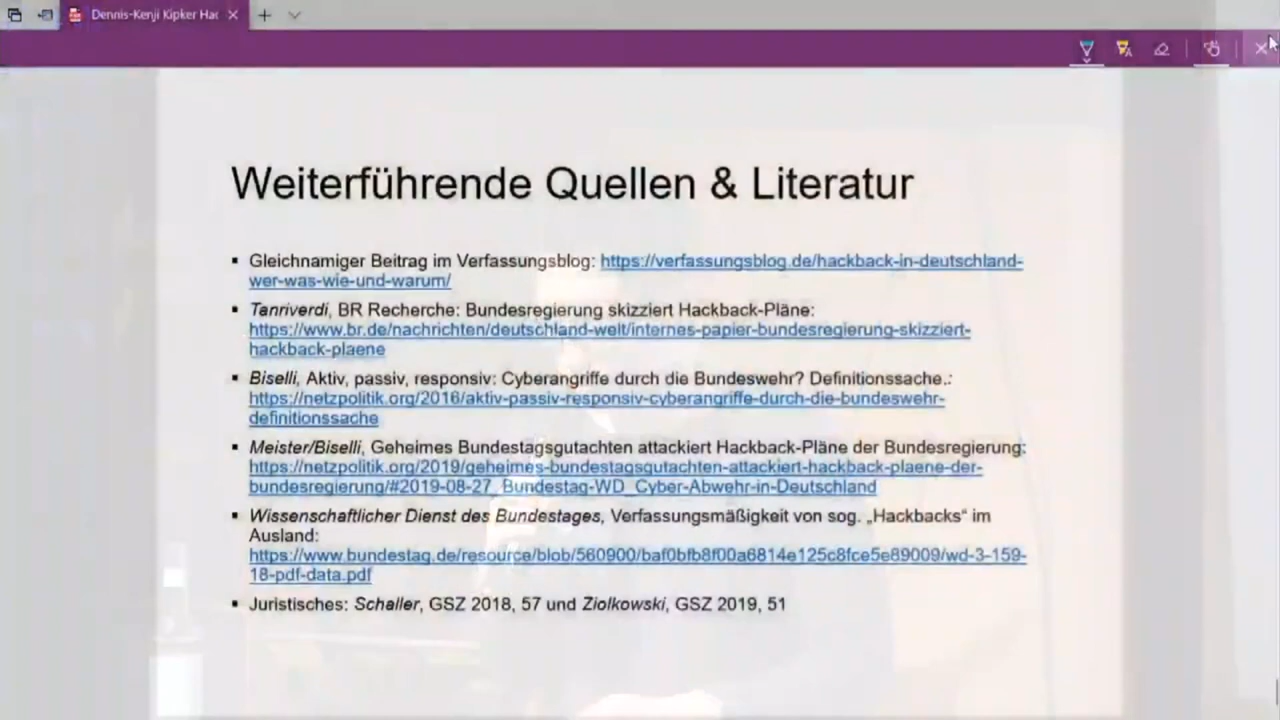 Dennis-Kenji Kipker Hac
Weiterführende Quellen & Literatur
▪ Gleichnamiger Beitrag im Verfassungsblog: https://verfassungsblog.de/hackback-in-deutschland-
wer-was-wie-und-warum/
▪ Tanriverdi, BR Recherche: Bundesregierung skizziert Hackback-Pläne:
https://www.br.de/nachrichten/deutschland-welt/internes-papier-bundesregierung-skizziert-
hackback-plaene
▪ Biselli, Aktiv, passiv, responsiv: Cyberangriffe durch die Bundeswehr? Definitionssache.:
https://netzpolitik.org/2016/aktiv-passiv-responsiv-cyberangriffe-durch-die-bundeswehr-
definitionssache
▪ Meister/Biselli, Geheimes Bundestagsgutachten attackiert Hackback-Pläne der Bundesregierung:
https://netzpolitik.org/2019/geheimes-bundestagsgutachten-attackiert-hackback-plaene-der-
bundesregierung/#2019-08-27_Bundestag-WD_Cyber-Abwehr-in-Deutschland
▪ Wissenschaftlicher Dienst des Bundestages, Verfassungsmäßigkeit von sog. „Hackbacks“ im
Ausland:
https://www.bundestag.de/resource/blob/560900/baf0bfb8f00a6814e125c8fce5e89009/wd-3-159-
18-pdf-data.pdf
▪ Juristisches: Schaller, GSZ 2018, 57 und Ziolkowski, GSZ 2019, 51